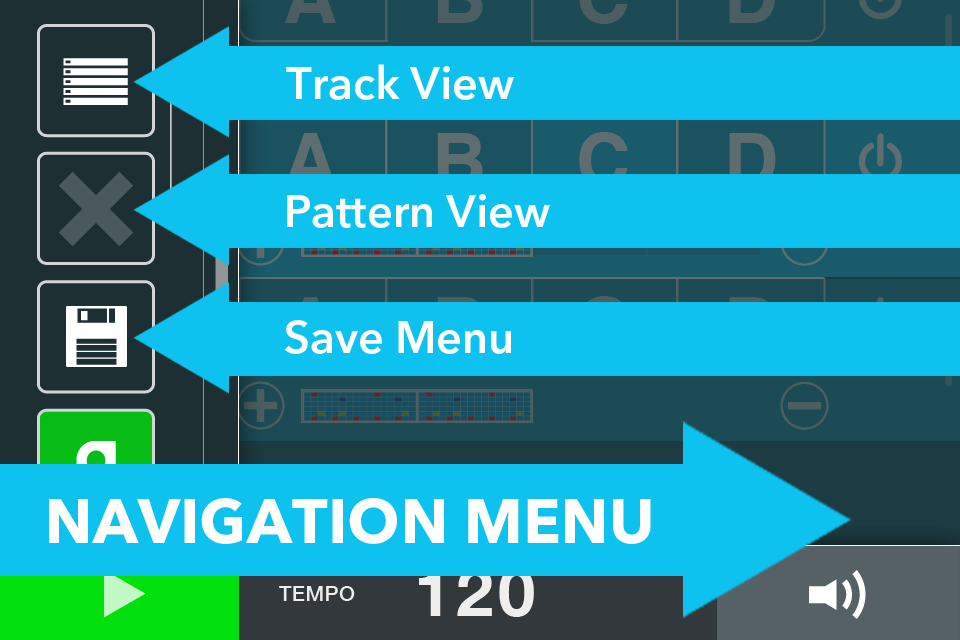 A B C D
Track View
A B C D
Pattern View
Save Menu
NAVIGATION MENU
TEMPO 120